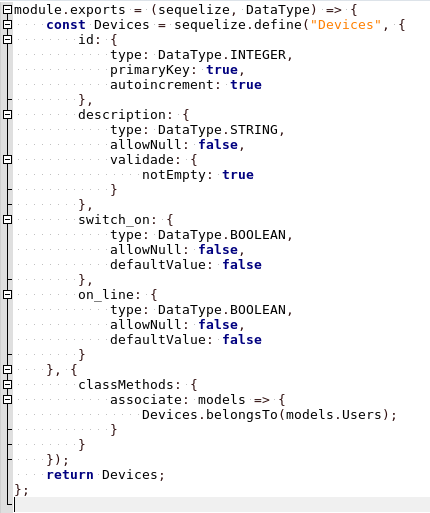 module.exports = (sequelize, DataType) => {
    const Devices = sequelize.define("Devices", {
        id: {
            type: DataType.INTEGER,
            primaryKey: true,
            autoincrement: true
        },
        description: {
            type: DataType.STRING,
            allowNull: false,
            validade: {
                notEmpty: true
            }
        },
        switch_on: {
            type: DataType.BOOLEAN,
            allowNull: false,
            defaultValue: false
        },
        on_line: {
            type: DataType.BOOLEAN,
            allowNull: false,
            defaultValue: false
        }
    }, {
        classMethods: {
            associate: models => {
                Devices.belongsTo(models.Users);
            }
        }
    });
    return Devices;
};